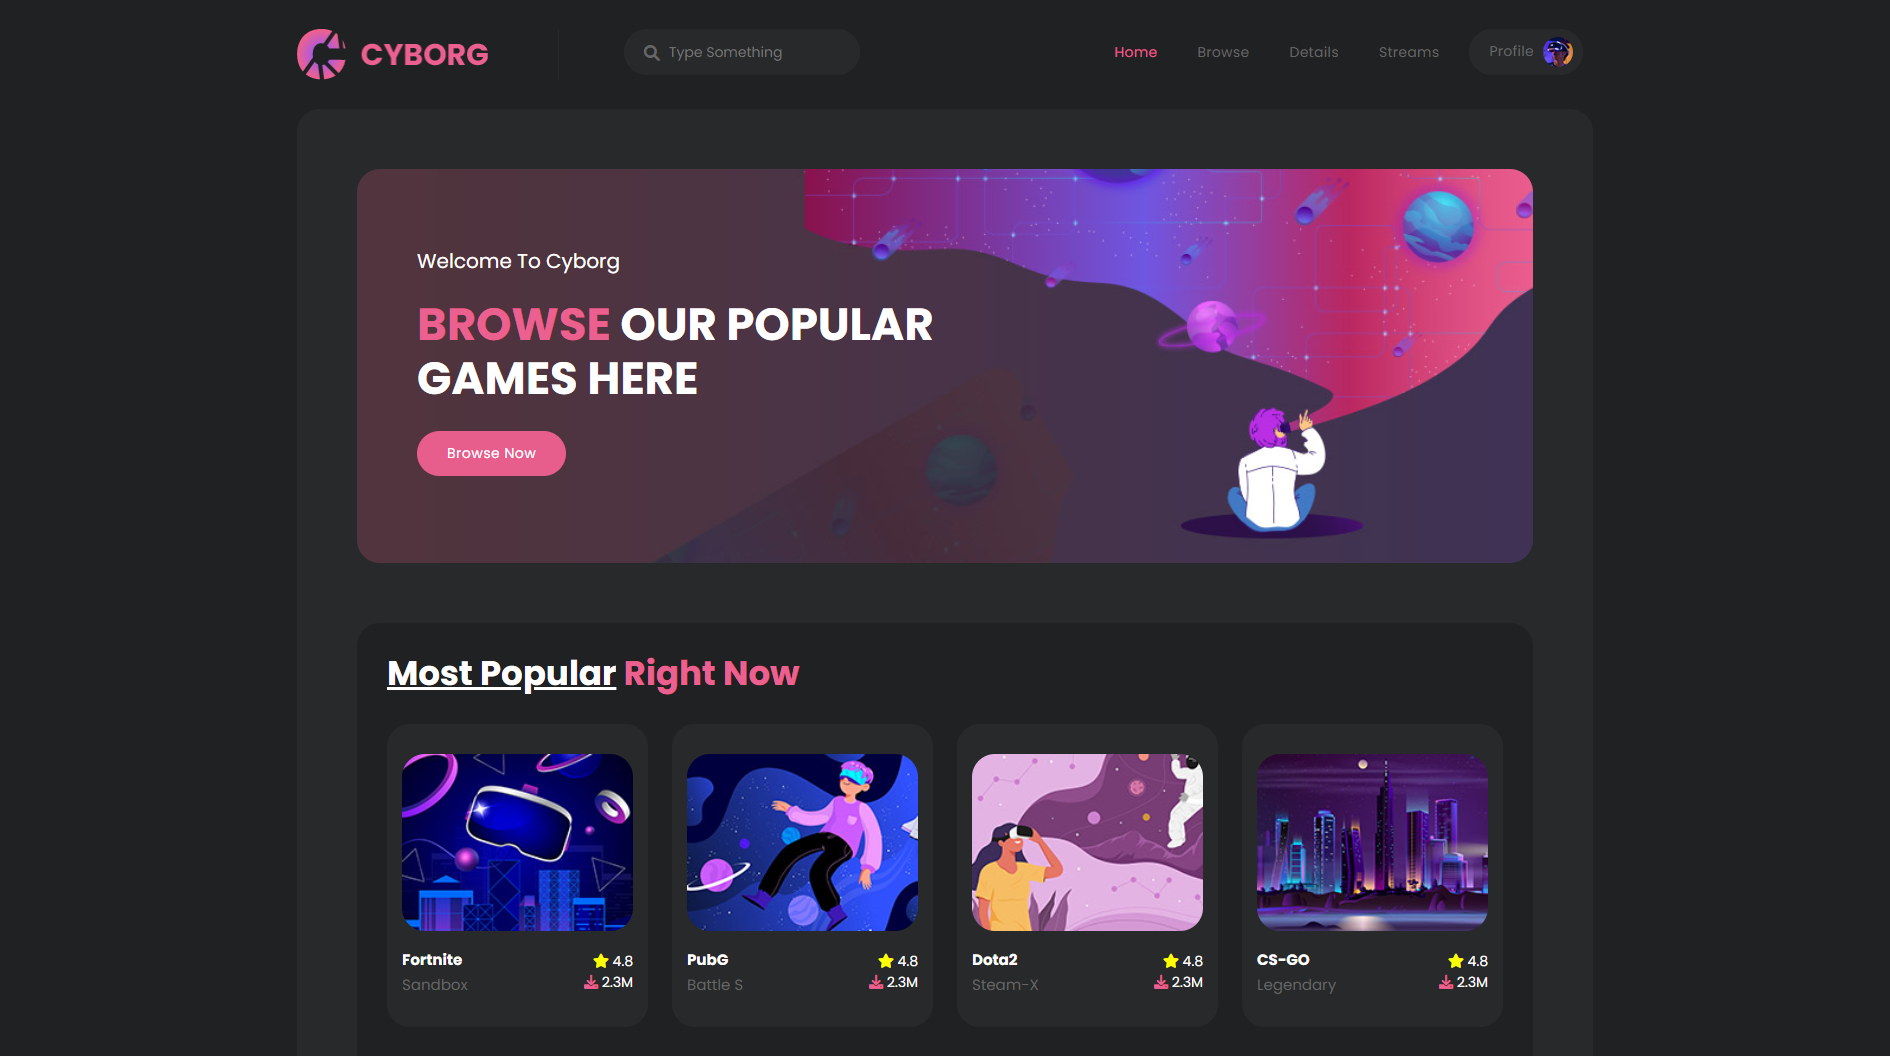 CYBORG
Type Something
Home Browse Details Streams Profile
Welcome To Cyborg
BROWSE OUR POPULAR
GAMES HERE
Browse Now
Most Popular Right Now
Fortnite 4.8
Sandbox 2.3M
PubG 4.8
Battle S 2.3M
Dota2 4.8
Steam-X 2.3M
CS-GO 4.8
Legendary 2.3M